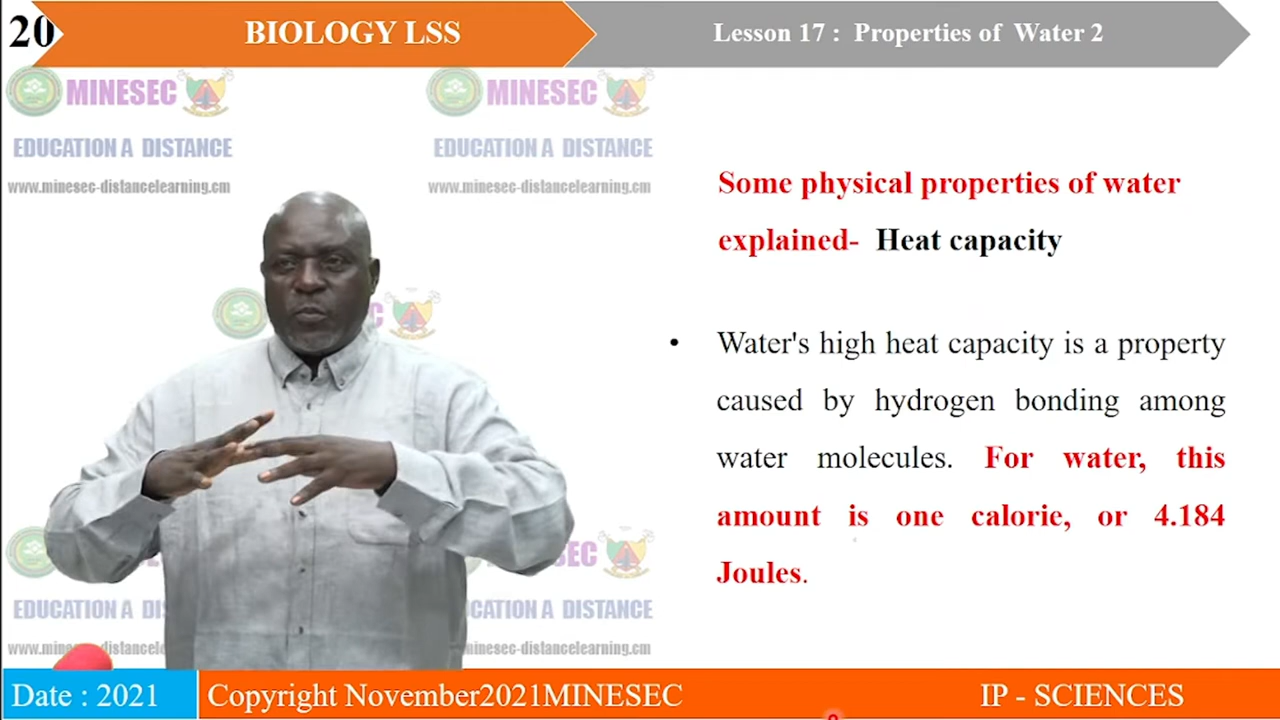 20
BIOLOGY LSS
Lesson 17 : Properties of Water 2
MINESEC
MINESEC
EDUCATION A DISTANCE
EDUCATION A DISTANCE
www.minesec-distancelearning.cm
www.minesec-distancelearning.cm
Some physical properties of water
explained- Heat capacity
• Water's high heat capacity is a property
caused by hydrogen bonding among
water molecules. For water, this
amount is one calorie, or 4.184
Joules.
Date : 2021
Copyright November2021MINESEC
IP - SCIENCES